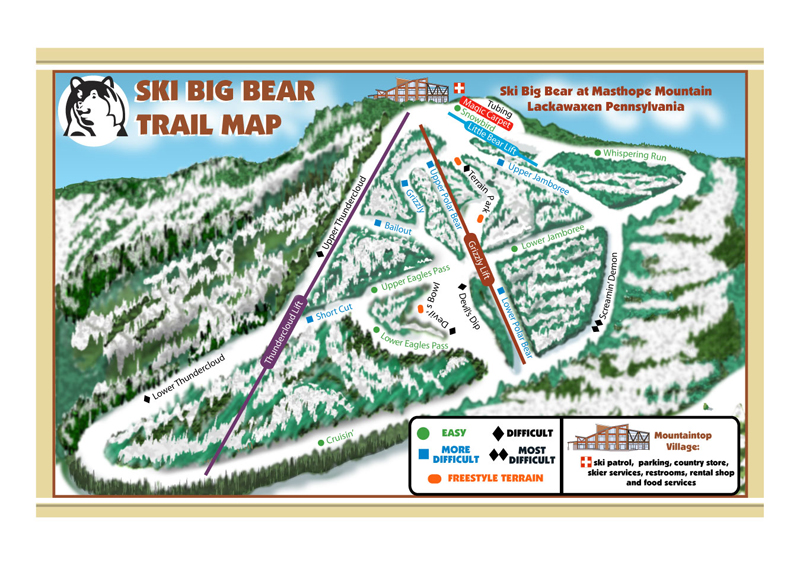 SKI BIG BEAR
TRAIL MAP
Ski Big Bear at Masthope Mountain
Lackawaxen Pennsylvania
Tubing
Magic Carpet
Snowbird
Little Bear Lift
Whispering Run
Upper Jamboree
Terrain Park
Upper Polar Bear
Grizzly
Upper Thundercloud
Bailout
Lower Jamboree
Grizzly Lift
Screamin' Demon
Upper Eagles Pass
Devil's Bowl
Devil's Dip
Short Cut
Thundercloud Lift
Lower Polar Bear
Lower Eagles Pass
Lower Thundercloud
Cruisin'
EASY
DIFFICULT
MORE
DIFFICULT
MOST
DIFFICULT
FREESTYLE TERRAIN
Mountaintop
Village:
ski patrol, parking, country store,
skier services, restrooms, rental shop
and food services